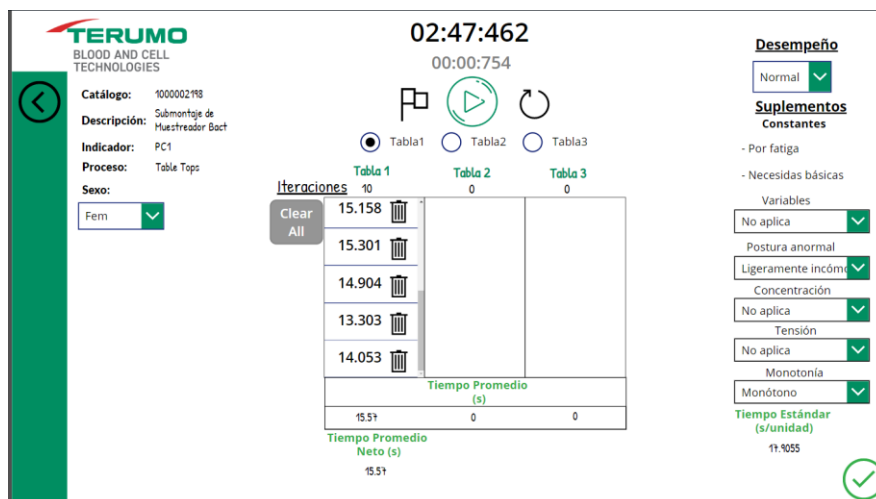 TERUMO
BLOOD AND CELL
TECHNOLOGIES
02:47:462
00:00:754
Catálogo: 1000002198
Descripción: Submontaje de
Muestreador Bact
Indicador: PC1
Proceso: Table Tops
Sexo:
Fem
Tabla1 Tabla2 Tabla3
Tabla 1 Tabla 2 Tabla 3
Iteraciones 10 0 0
Clear
All
15.158
15.301
14.904
13.303
14.053
Tiempo Promedio
(s)
15.57 0 0
Tiempo Promedio
Neto (s)
15.57
Desempeño
Normal
Suplementos
Constantes
- Por fatiga
- Necesidas básicas
Variables
No aplica
Postura anormal
Ligeramente incómo
Concentración
No aplica
Tensión
No aplica
Monotonía
Monótono
Tiempo Estándar
(s/unidad)
17.9055